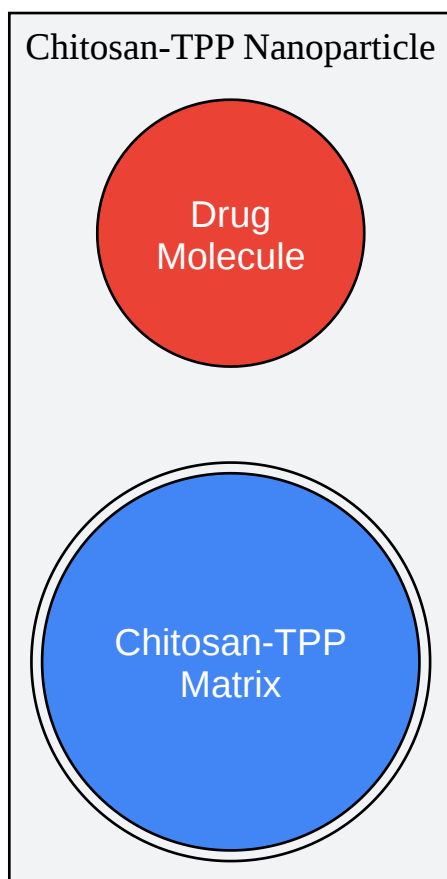 Chitosan-TPP Nanoparticle
Drug
Molecule
Chitosan-TPP
Matrix